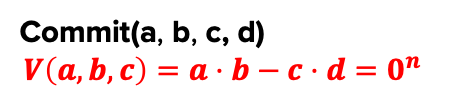 Commit(a, b, c, d)
V(a, b, c) = a · b − c · d = 0ⁿ